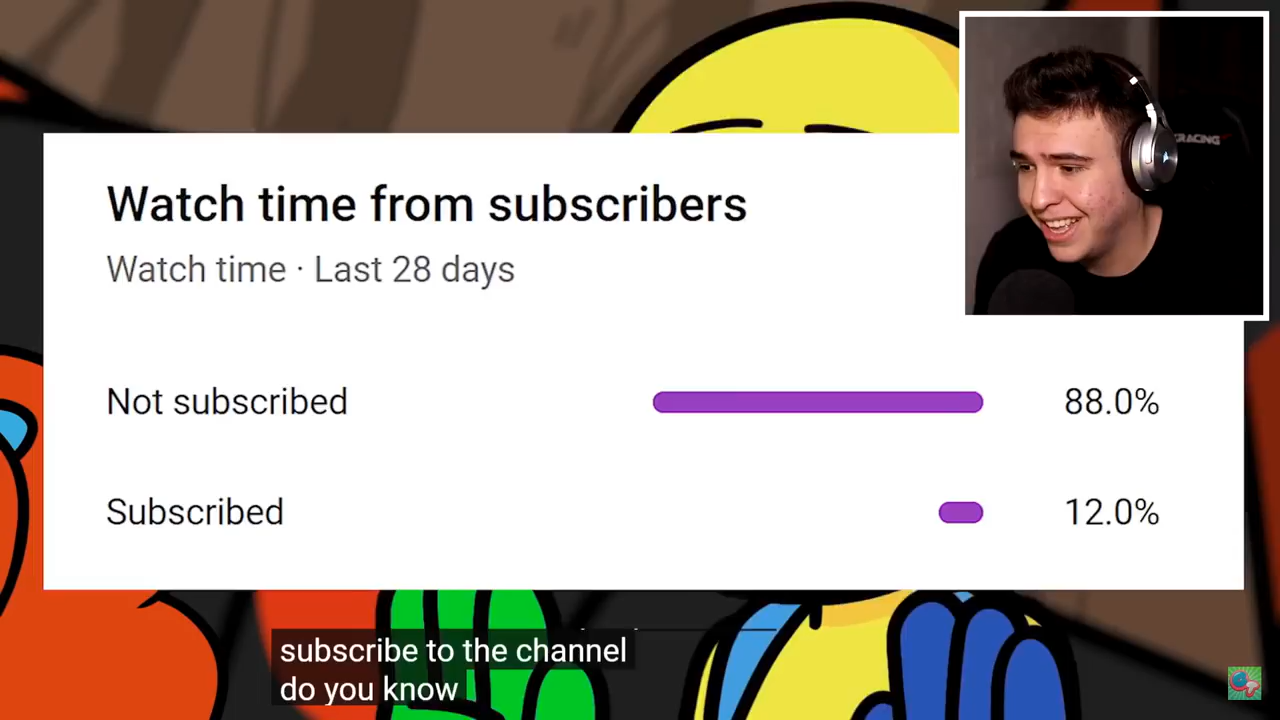 Watch time from subscribers
Watch time · Last 28 days
Not subscribed 88.0%
Subscribed 12.0%
subscribe to the channel
do you know